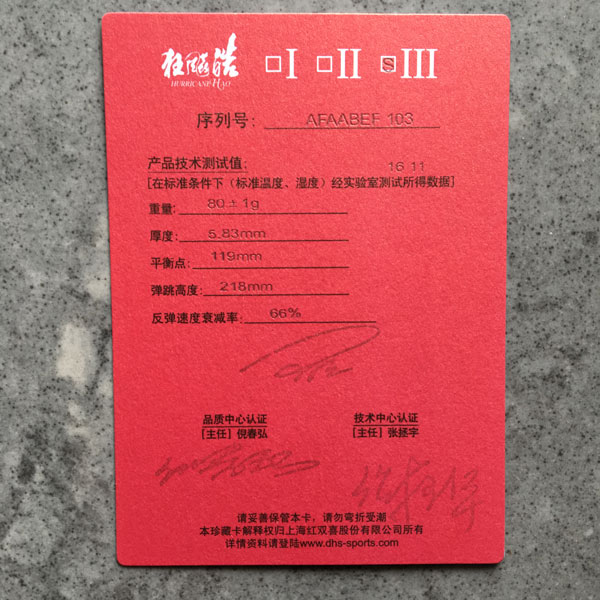 狂飚皓 □I □II ⓈIII
HURRICANE HAO
序列号: AFAABEF 103
产品技术测试值: 16 11
[在标准条件下（标准温度、湿度）经实验室测试所得数据]
重量: 80 ± 1g
厚度: 5.83mm
平衡点: 119mm
弹跳高度: 218mm
反弹速度衰减率: 66%
品质中心认证 技术中心认证
[主任] 倪春弘 [主任] 张拯宇
请妥善保管本卡，请勿弯折受潮
本珍藏卡解释权归上海红双喜股份有限公司所有
详情资料请登陆www.dhs-sports.com